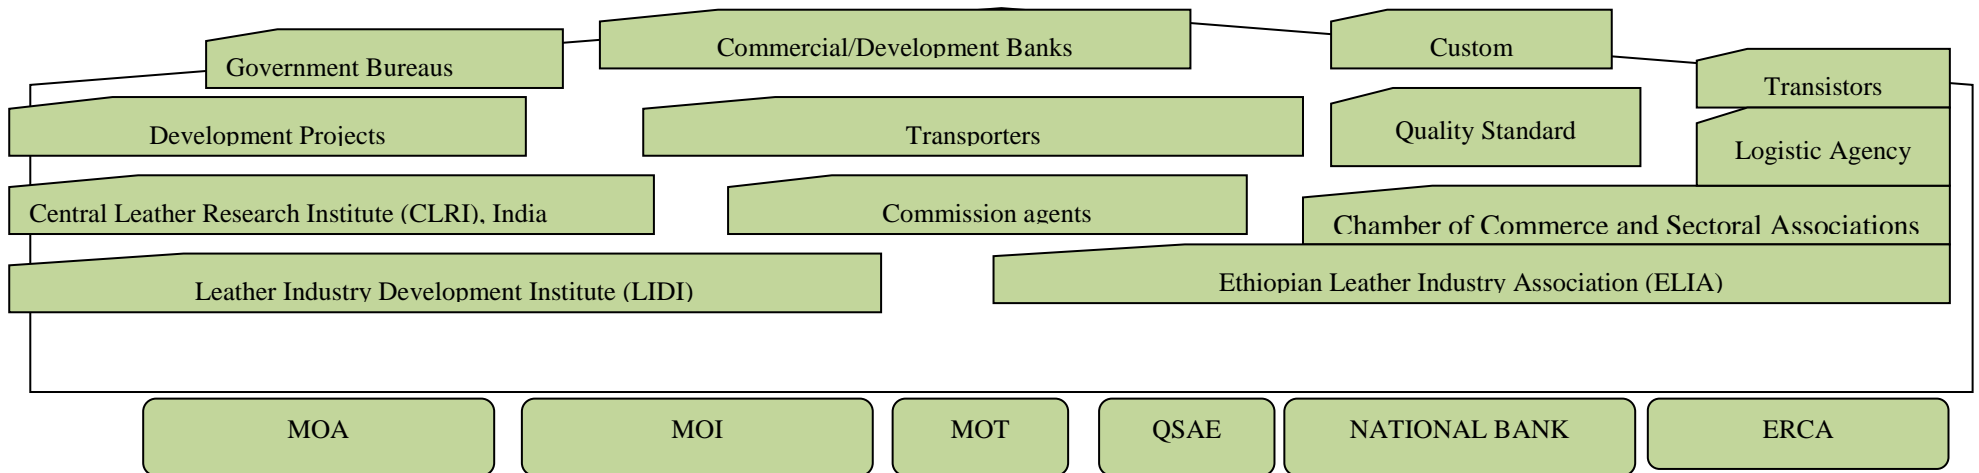 Commercial/Development Banks
Custom
Government Bureaus
Transistors
Development Projects
Transporters
Quality Standard
Logistic Agency
Central Leather Research Institute (CLRI), India
Commission agents
Chamber of Commerce and Sectoral Associations
Leather Industry Development Institute (LIDI)
Ethiopian Leather Industry Association (ELIA)
MOA
MOI
MOT
QSAE
NATIONAL BANK
ERCA